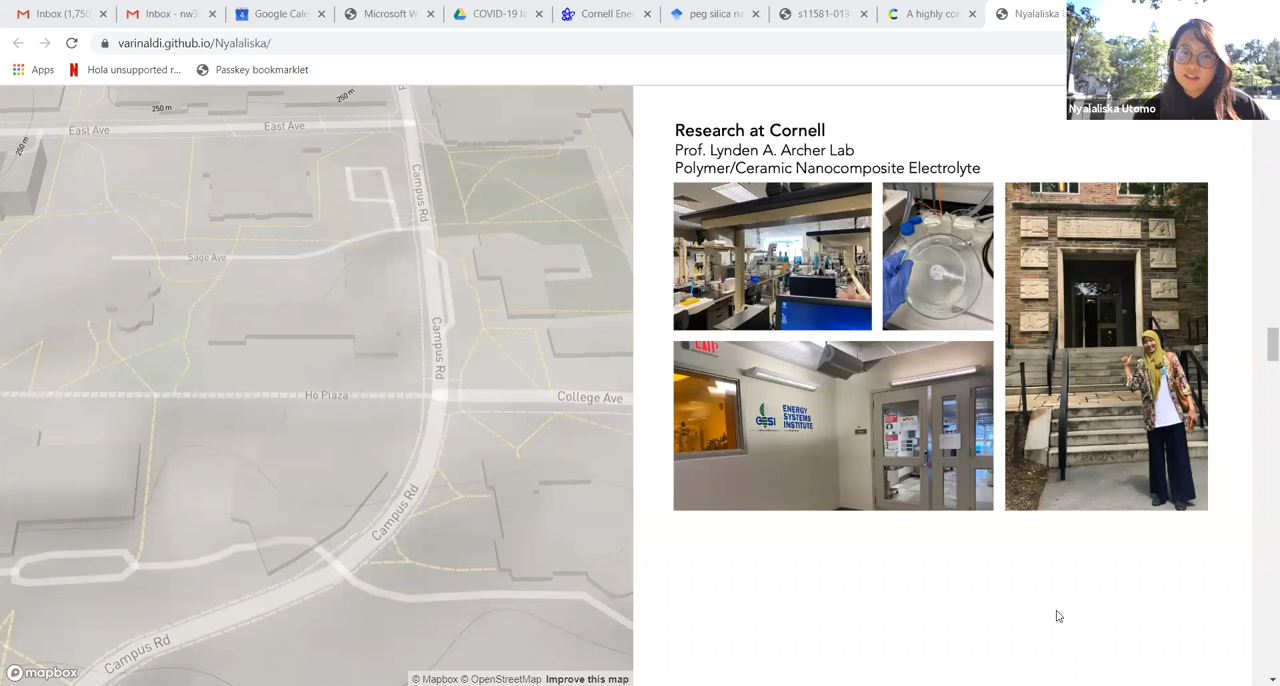 Inbox (1,750
Inbox - nw3
Google Cale
Microsoft W
COVID-19 la
Cornell Ener
peg silica na
s11581-013
A highly con
Nyalaliska U
varinaldi.github.io/Nyalaliska/
Apps
Hola unsupported r...
Passkey bookmarklet
Nyalaliska Utomo
250 m
250 m
250 m
East Ave
East Ave
Campus Rd
Sage Ave
Campus Rd
Ho Plaza
College Ave
Campus Rd
Campus Rd
mapbox
© Mapbox © OpenStreetMap Improve this map
Research at Cornell
Prof. Lynden A. Archer Lab
Polymer/Ceramic Nanocomposite Electrolyte
EXIT
CESI
ENERGY
SYSTEMS
INSTITUTE